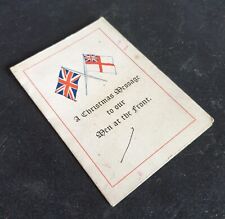 A Christmas Message
to our
Men at the Front.